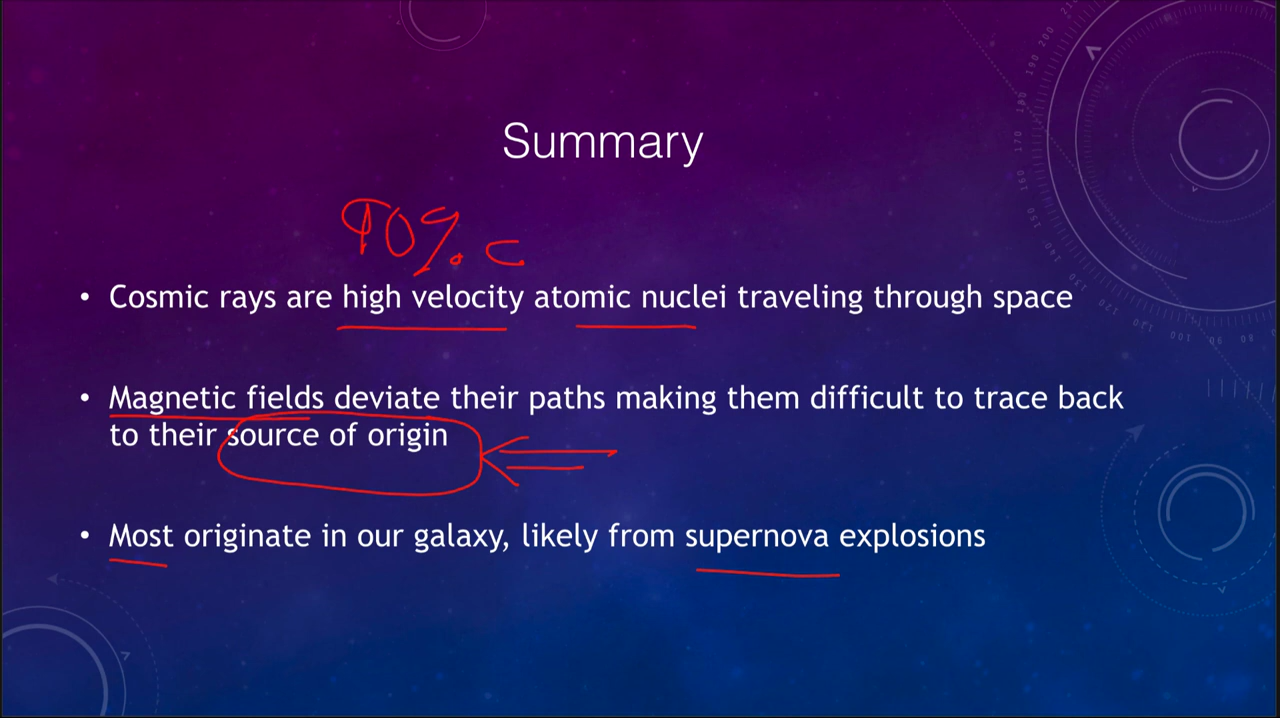 Summary
90% c
• Cosmic rays are high velocity atomic nuclei traveling through space
• Magnetic fields deviate their paths making them difficult to trace back
to their source of origin
• Most originate in our galaxy, likely from supernova explosions